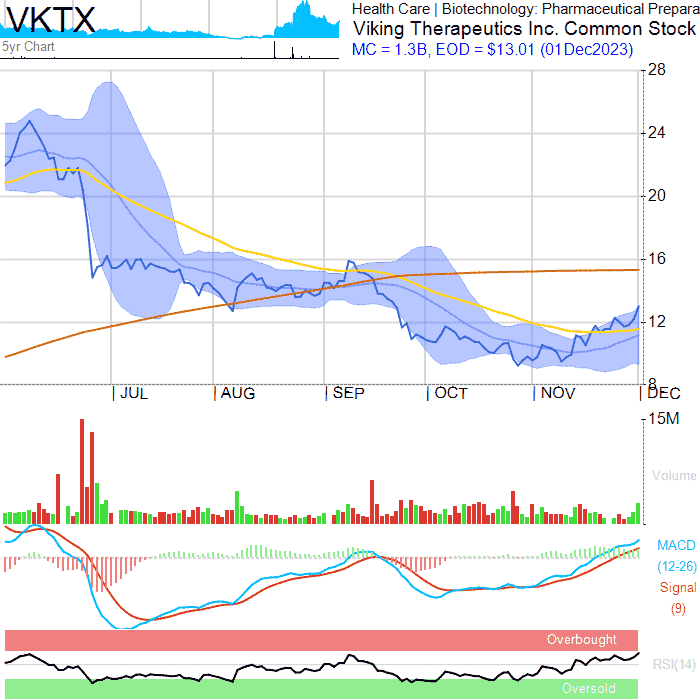 VKTX
5yr Chart
Health Care | Biotechnology: Pharmaceutical Prepara
Viking Therapeutics Inc. Common Stock
MC = 1.3B, EOD = $13.01 (01Dec2023)
28
24
20
16
12
8
JUL
AUG
SEP
OCT
NOV
DEC
15M
Volume
MACD
(12-26)
Signal
(9)
Overbought
RSI(14)
Oversold